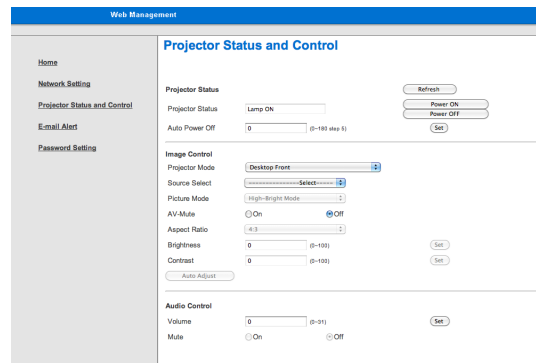 Web Management
Projector Status and Control
Home
Network Setting
Projector Status and Control
E-mail Alert
Password Setting
Projector Status
Refresh
Projector Status Lamp ON Power ON
Power OFF
Auto Power Off 0 (0-180 step 5) Set
Image Control
Projector Mode Desktop Front
Source Select ===============Select===== 
Picture Mode High-Bright Mode
AV-Mute On Off
Aspect Ratio 4:3
Brightness 0 (0-100) Set
Contrast 0 (0-100) Set
Auto Adjust
Audio Control
Volume 0 (0-31) Set
Mute On Off